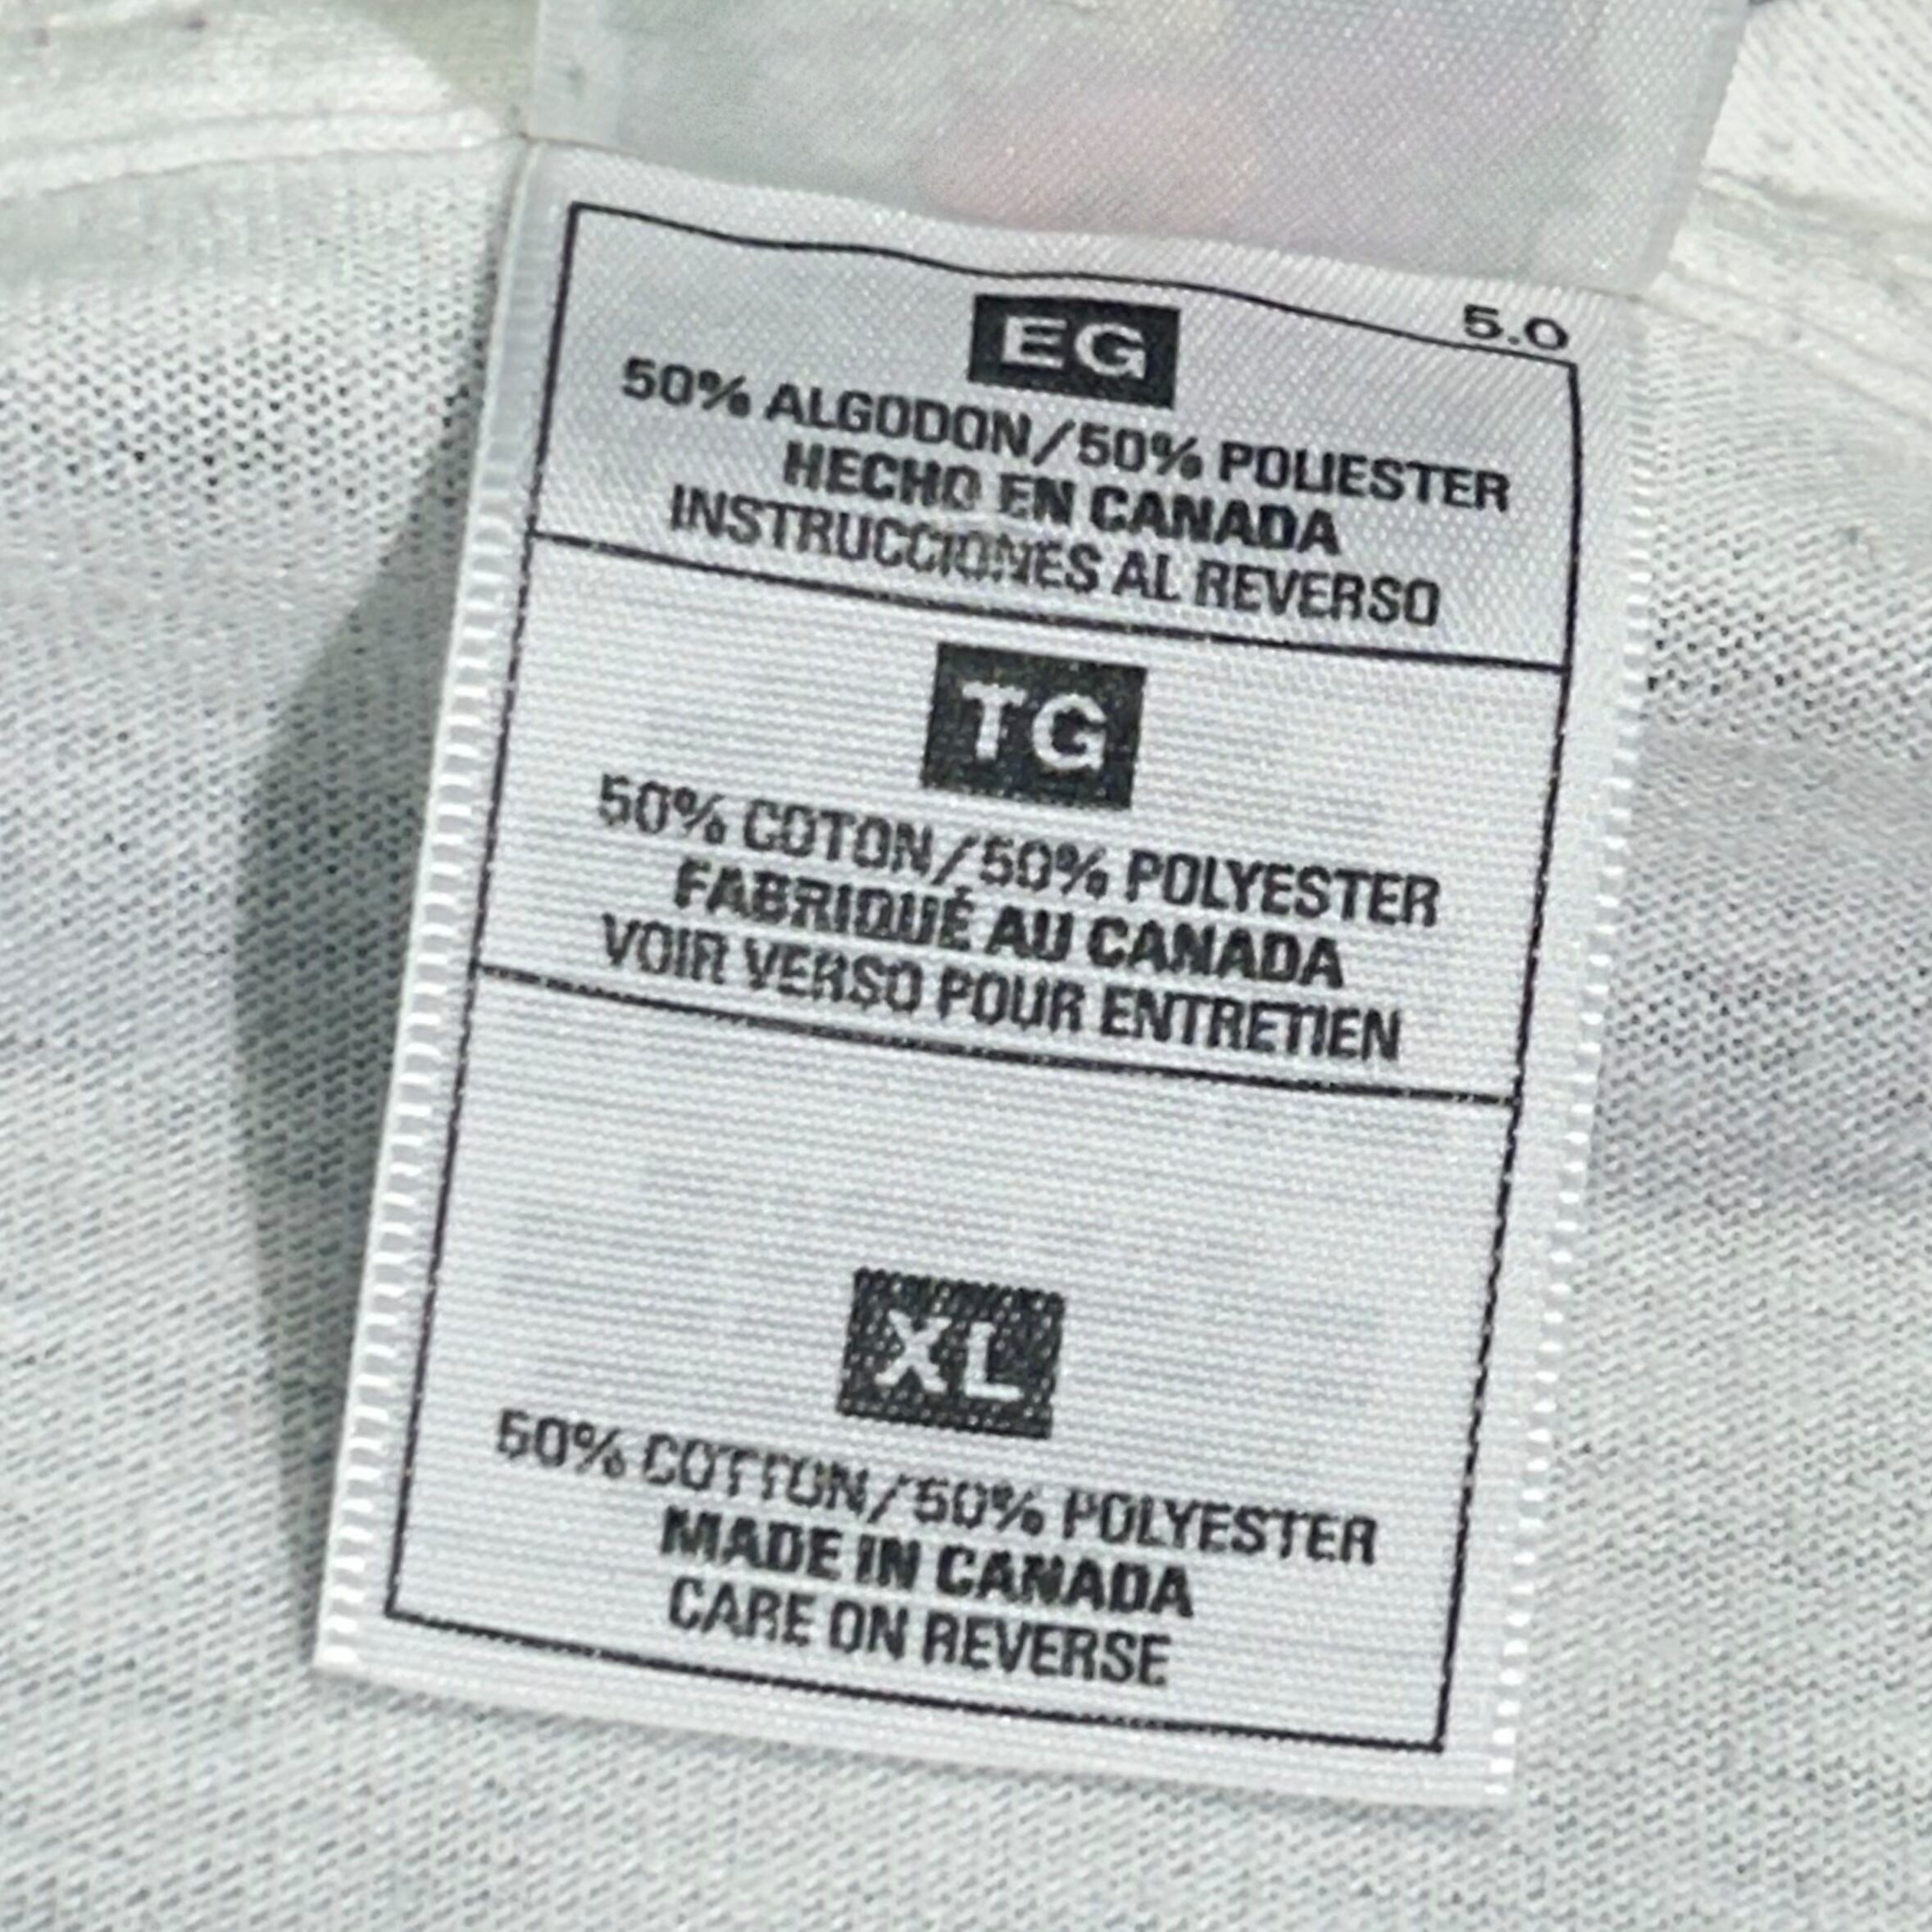 5.0
EG
50% ALGODON/50% POLIESTER
HECHO EN CANADA
INSTRUCCIONES AL REVERSO
TG
50% COTON/50% POLYESTER
FABRIQUÉ AU CANADA
VOIR VERSO POUR ENTRETIEN
XL
50% COTTON/50% POLYESTER
MADE IN CANADA
CARE ON REVERSE